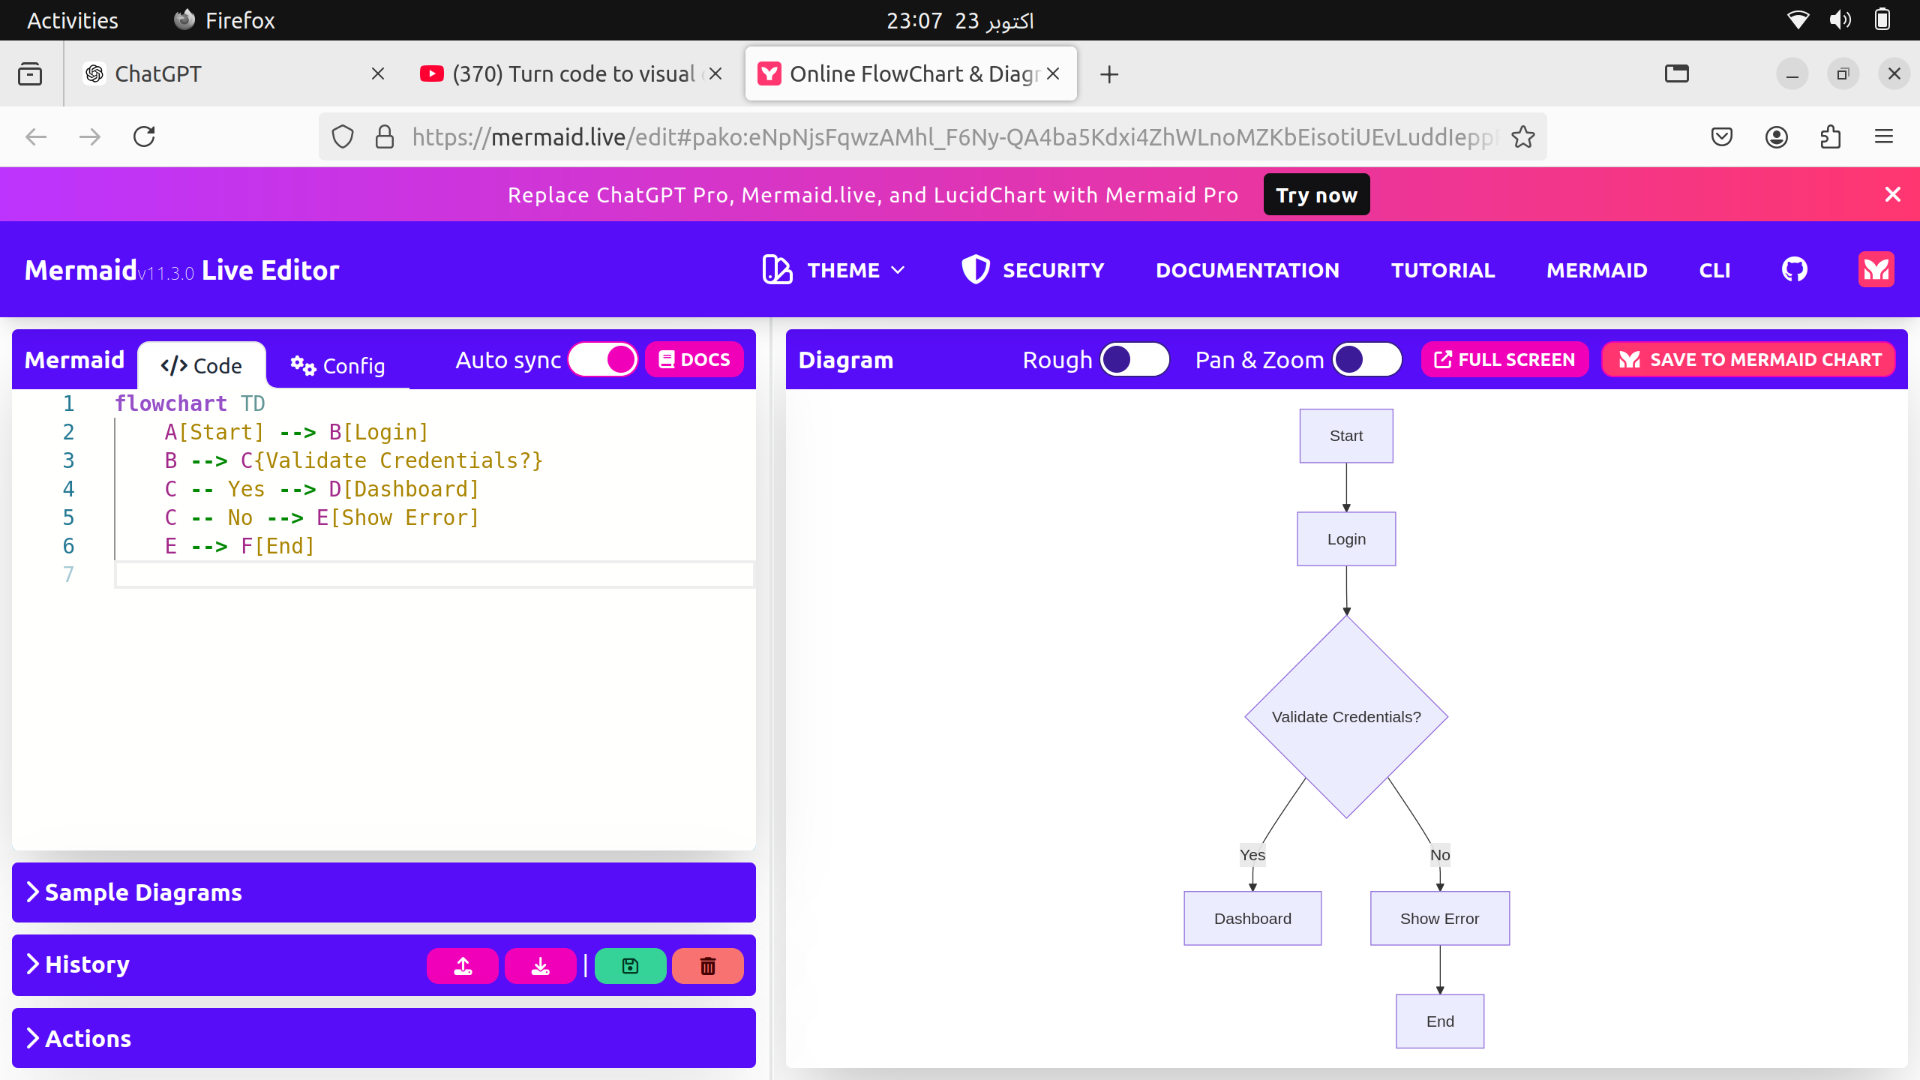 Activities Firefox 23:07 23 اکتوبر
ChatGPT (370) Turn code to visual Online FlowChart & Diagr
https://mermaid.live/edit#pako:eNpNjsFqwzAMhl_F6Ny-QA4ba5Kdxi4ZhWLnoMZKbEisotiUEvLuddIepp
Replace ChatGPT Pro, Mermaid.live, and LucidChart with Mermaid Pro Try now
Mermaid v11.3.0 Live Editor THEME SECURITY DOCUMENTATION TUTORIAL MERMAID CLI
Mermaid </> Code Config Auto sync DOCS
1 flowchart TD
2 A[Start] --> B[Login]
3 B --> C{Validate Credentials?}
4 C -- Yes --> D[Dashboard]
5 C -- No --> E[Show Error]
6 E --> F[End]
7
Sample Diagrams
History
Actions
Diagram Rough Pan & Zoom FULL SCREEN SAVE TO MERMAID CHART
Start
Login
Validate Credentials?
Yes No
Dashboard Show Error
End